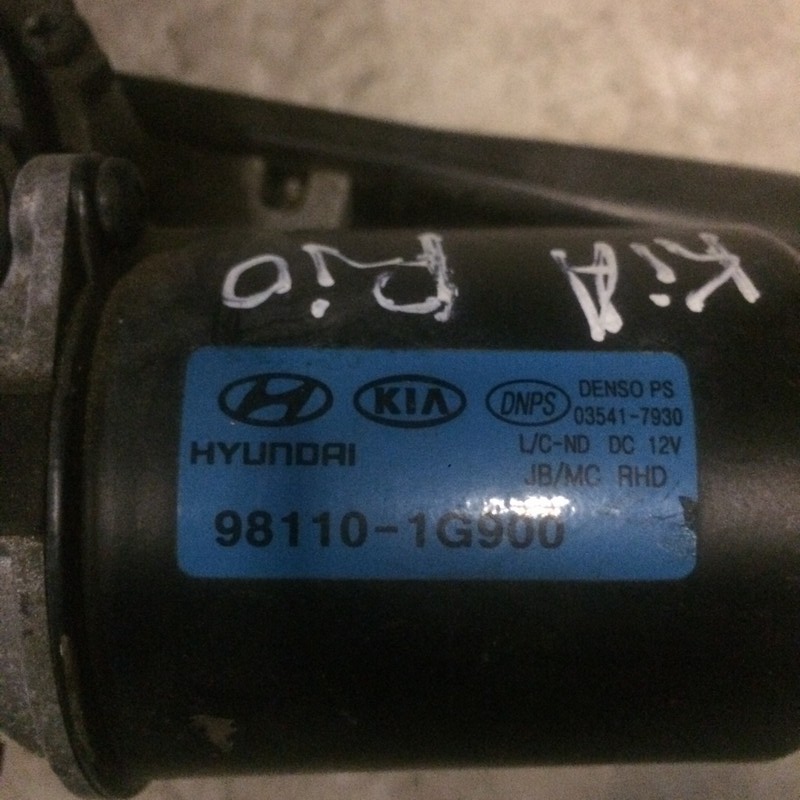 KiA Rio
HYUNDAI
KIA
DNPS
DENSO PS
03541-7930
L/C-ND DC 12V
JB/MC RHD
98110-1G900